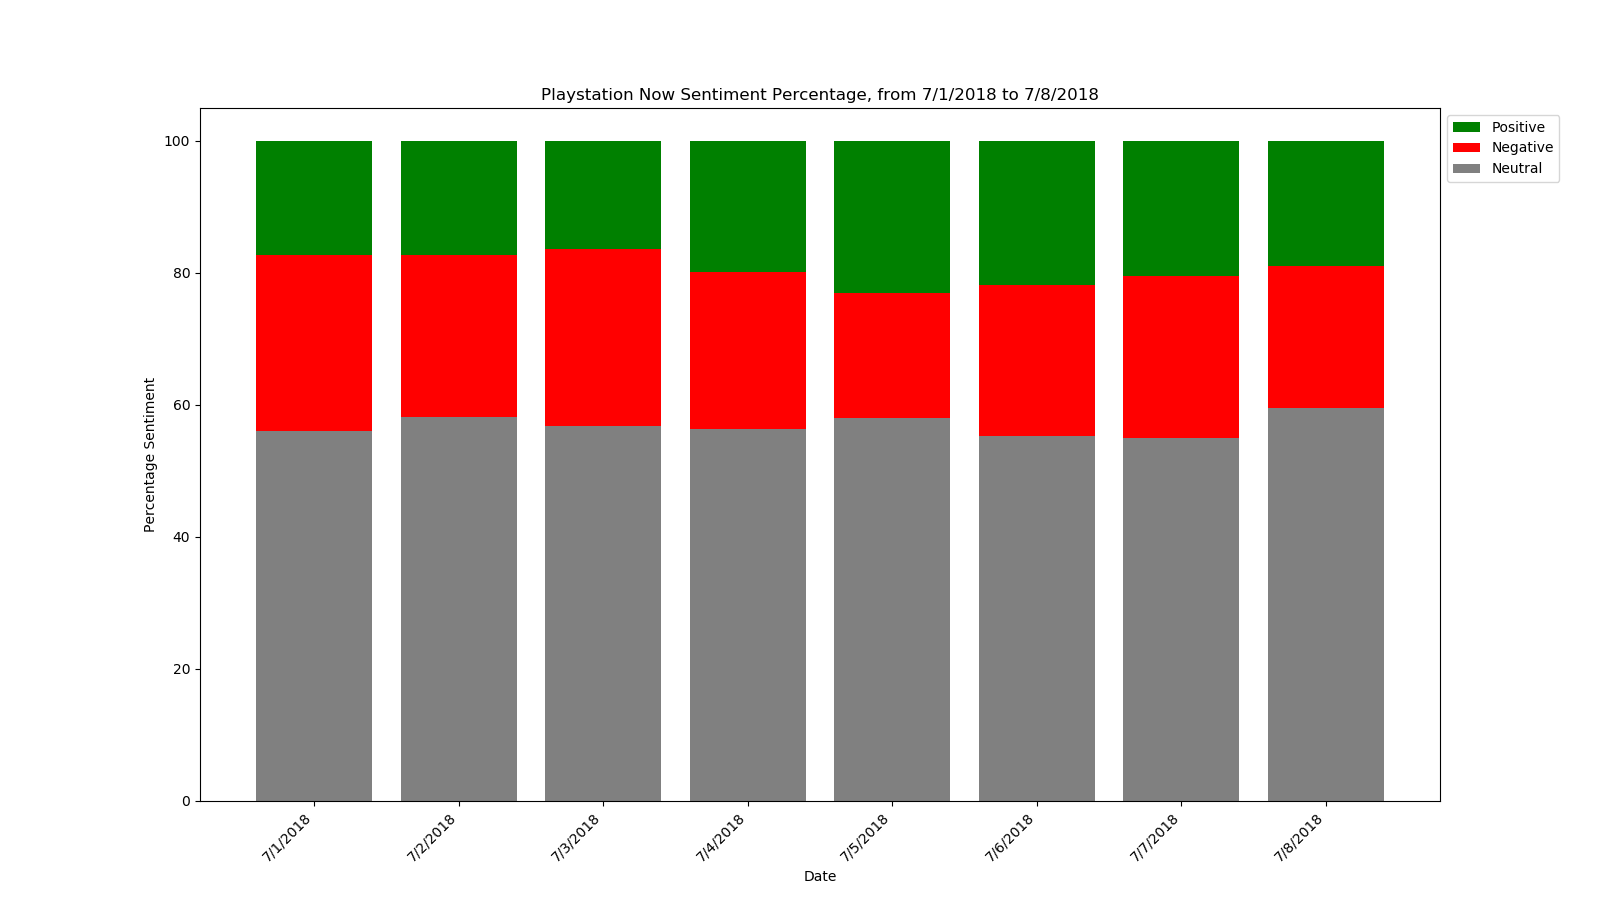 Playstation Now Sentiment Percentage, from 7/1/2018 to 7/8/2018
Positive
Negative
Neutral
Percentage Sentiment
100
80
60
40
20
0
7/1/2018
7/2/2018
7/3/2018
7/4/2018
7/5/2018
7/6/2018
7/7/2018
7/8/2018
Date